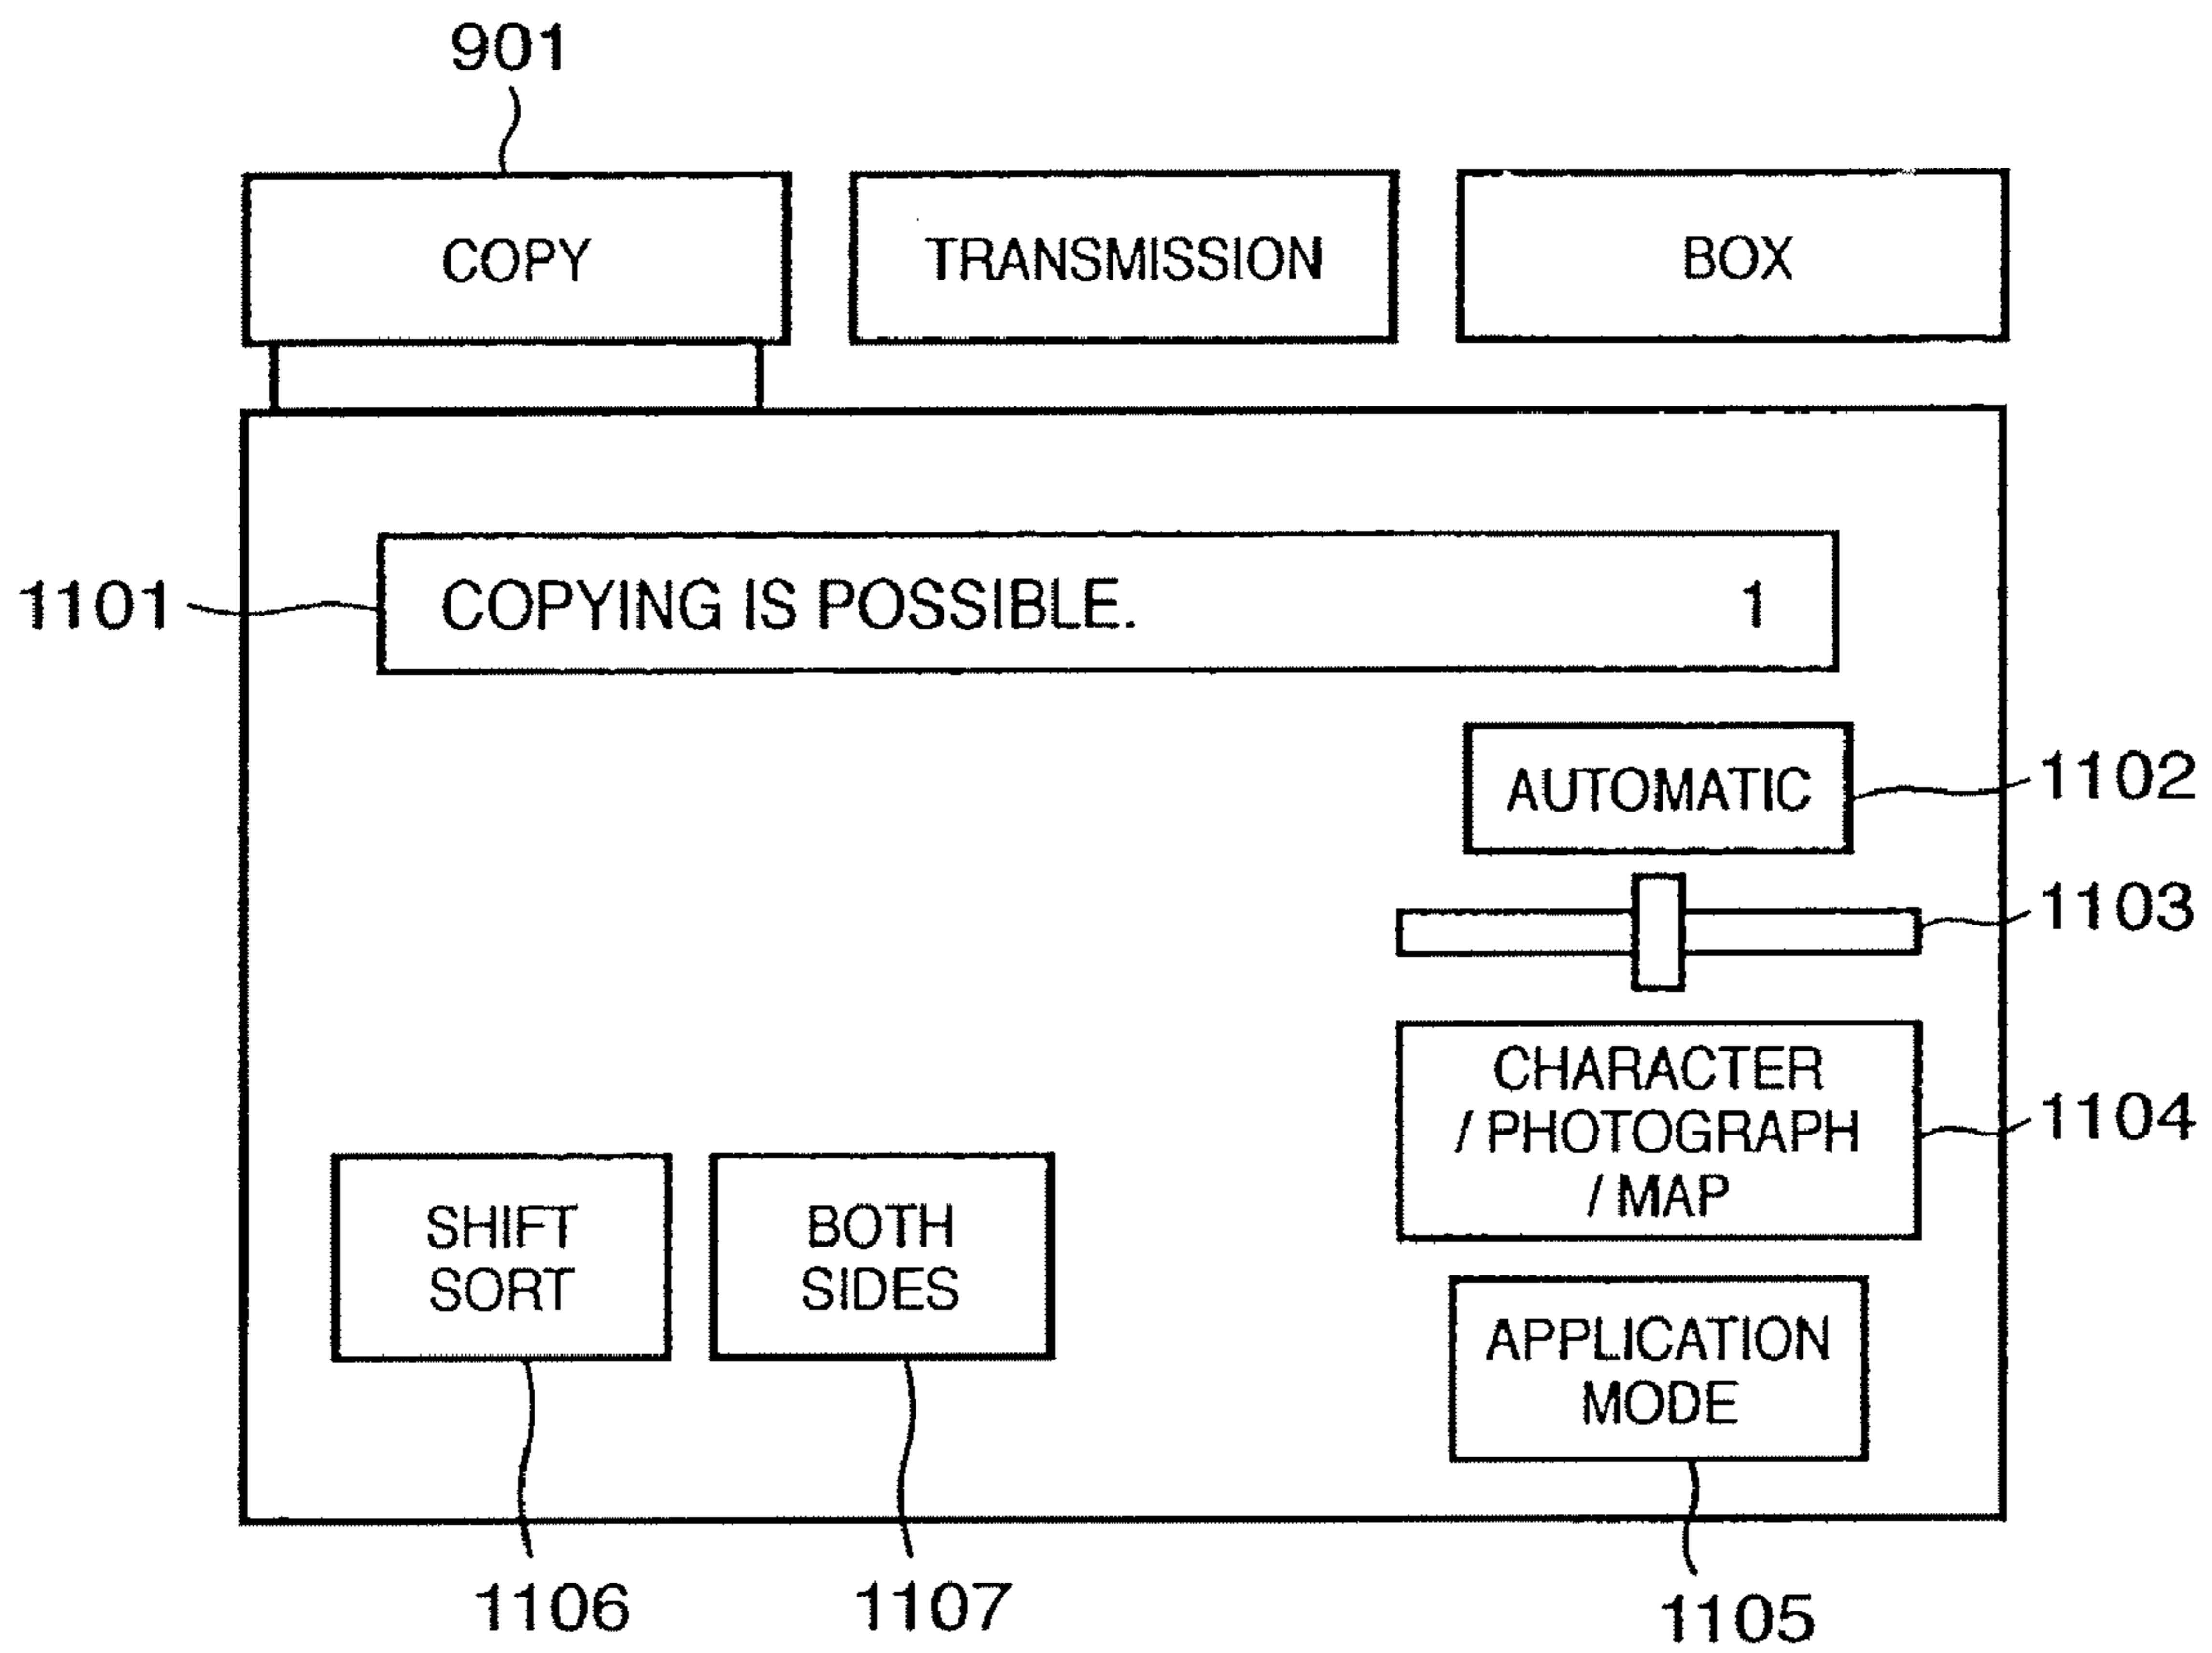 901
COPY
TRANSMISSION
BOX
1101
COPYING IS POSSIBLE. 1
AUTOMATIC
1102
1103
CHARACTER
/ PHOTOGRAPH
/ MAP
1104
SHIFT
SORT
BOTH
SIDES
APPLICATION
MODE
1106
1107
1105